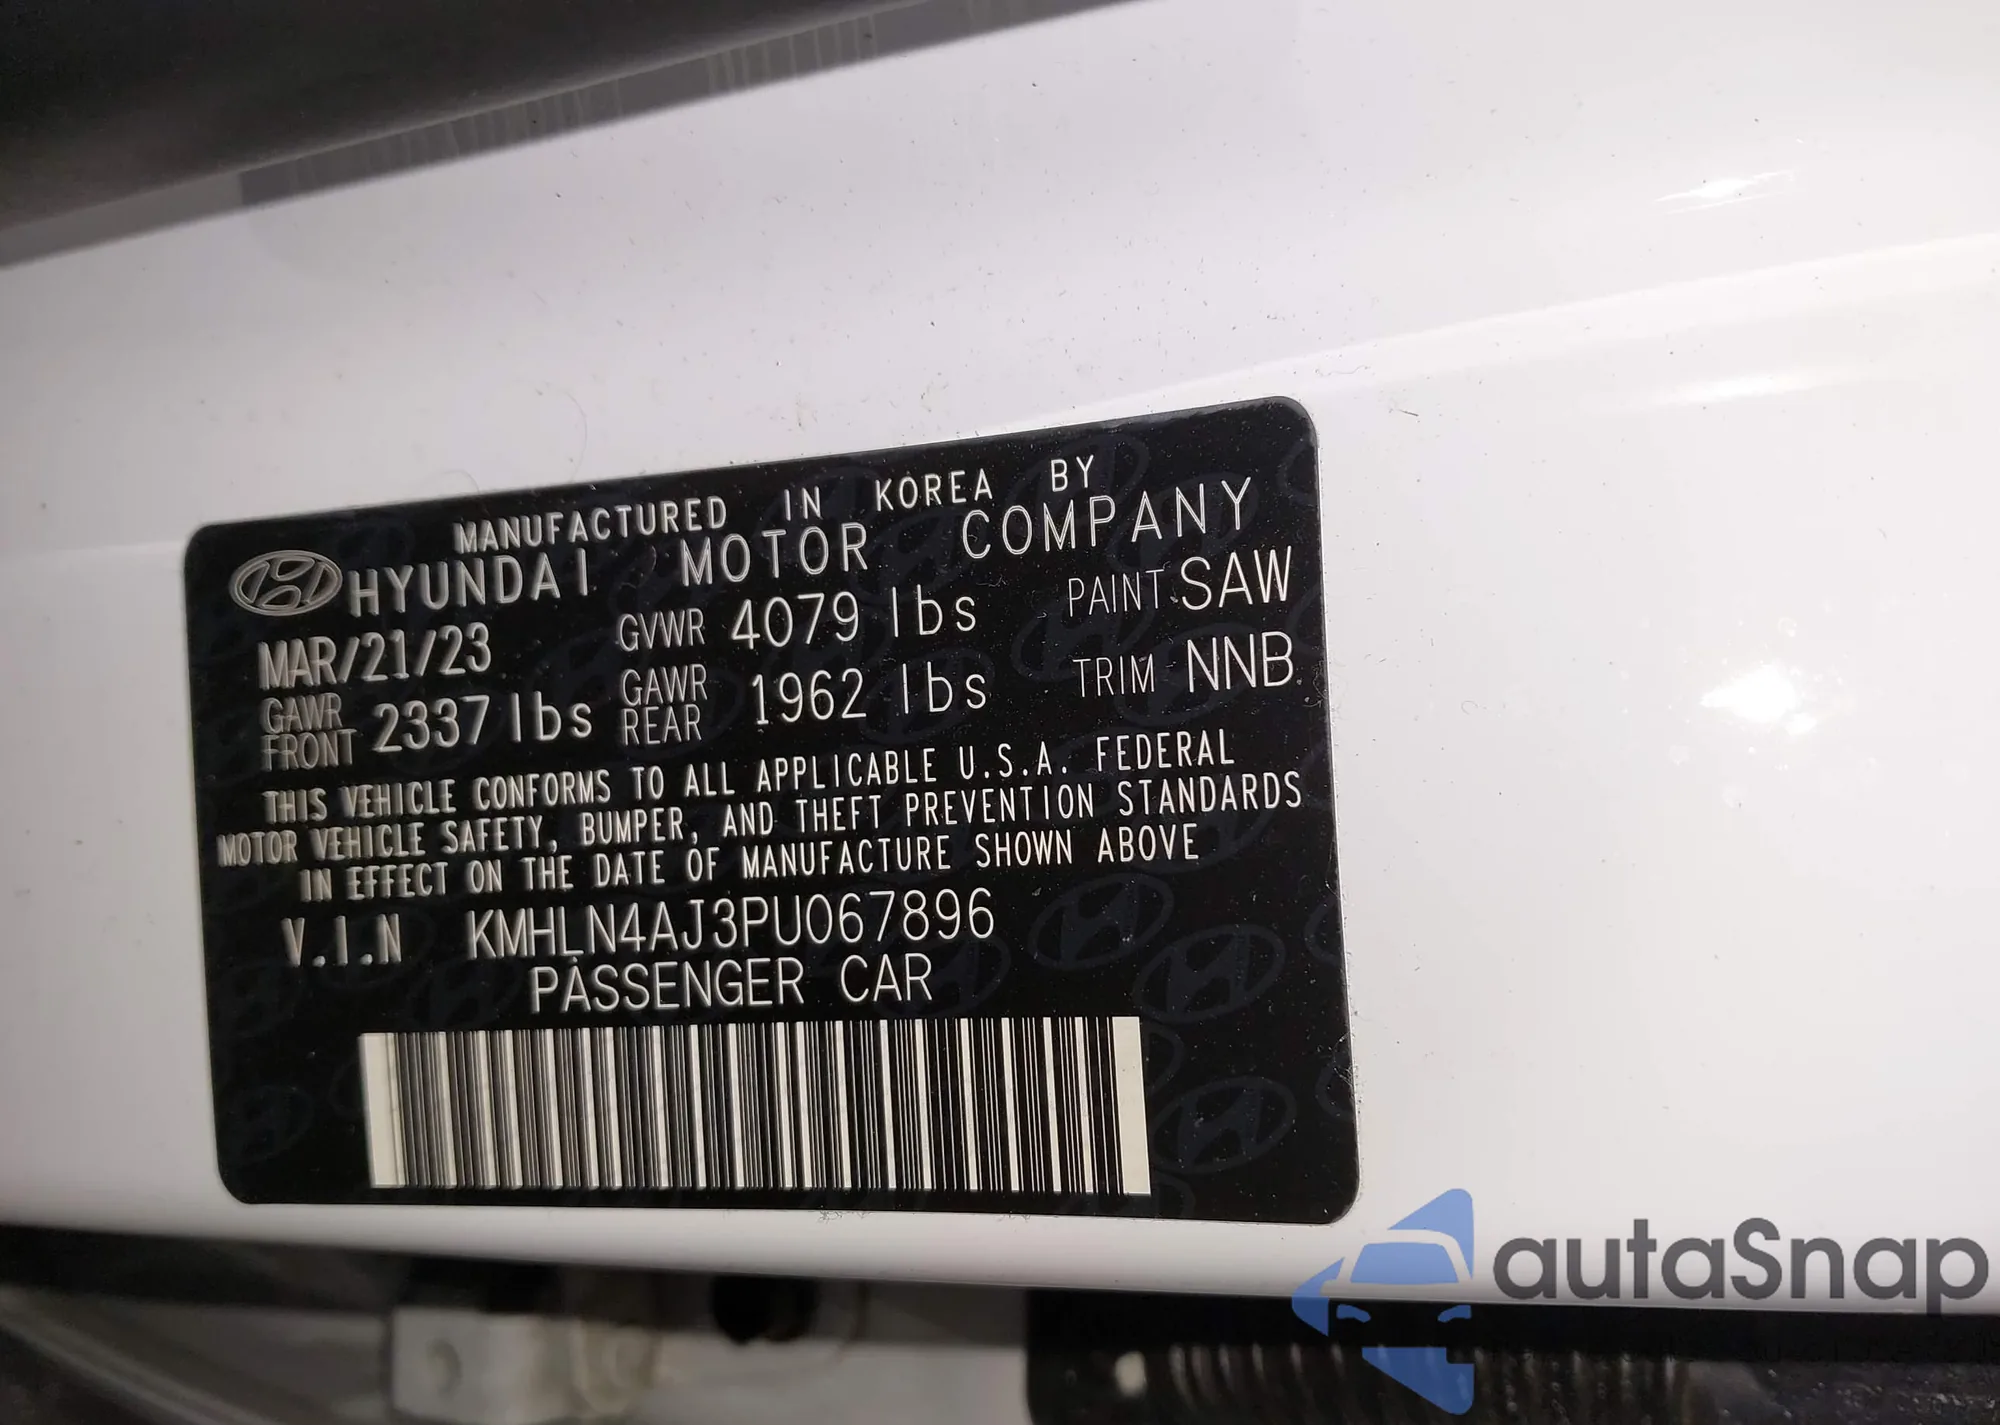 MANUFACTURED IN KOREA BY
HYUNDAI MOTOR COMPANY
MAR/21/23 GVWR 4079 lbs PAINT SAW
GAWR FRONT 2337 lbs GAWR REAR 1962 lbs TRIM NNB
THIS VEHICLE CONFORMS TO ALL APPLICABLE U.S.A. FEDERAL
MOTOR VEHICLE SAFETY, BUMPER, AND THEFT PREVENTION STANDARDS
IN EFFECT ON THE DATE OF MANUFACTURE SHOWN ABOVE
V.I.N KMHLN4AJ3PU067896
PASSENGER CAR
autaSnap